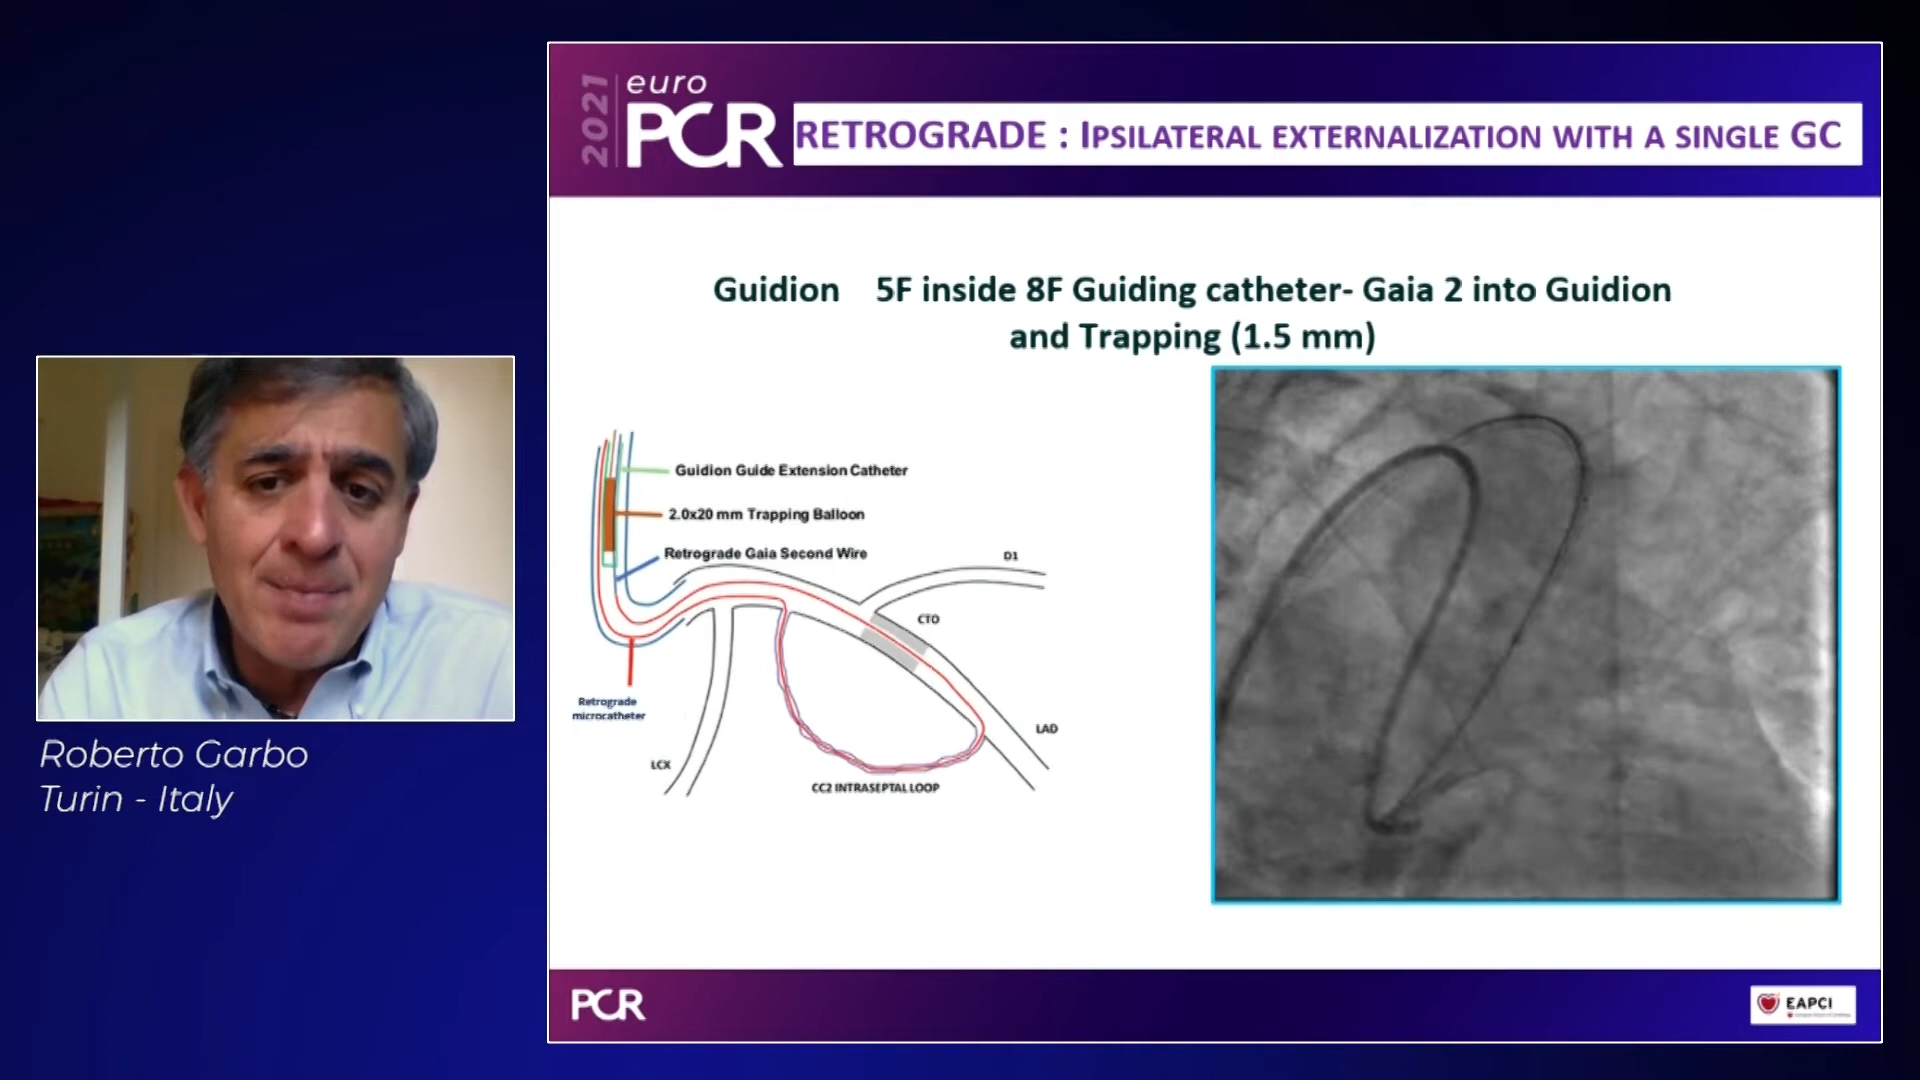 2021
euro
PCR
RETROGRADE : IPSILATERAL EXTERNALIZATION WITH A SINGLE GC
Guidion 5F inside 8F Guiding catheter- Gaia 2 into Guidion
and Trapping (1.5 mm)
Guidion Guide Extension Catheter
2.0x20 mm Trapping Balloon
Retrograde Gaia Second Wire
D1
CTO
Retrograde
microcatheter
LAD
LCX
CC2 INTRASEPTAL LOOP
Roberto Garbo
Turin - Italy
PCR
EAPCI